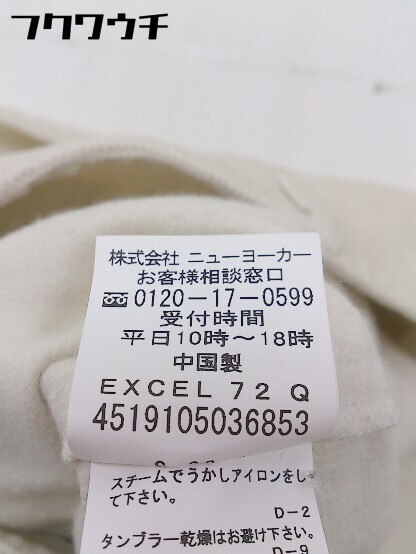 フクワウチ
株式会社 ニューヨーカー
お客様相談窓口
0120-17-0599
受付時間
平日10時～18時
中国製
EXCEL 72 Q
4519105036853
スチームでうかしアイロンをし
て下さい。
D-2
タンブラー乾燥はお避け下さい。
D-9